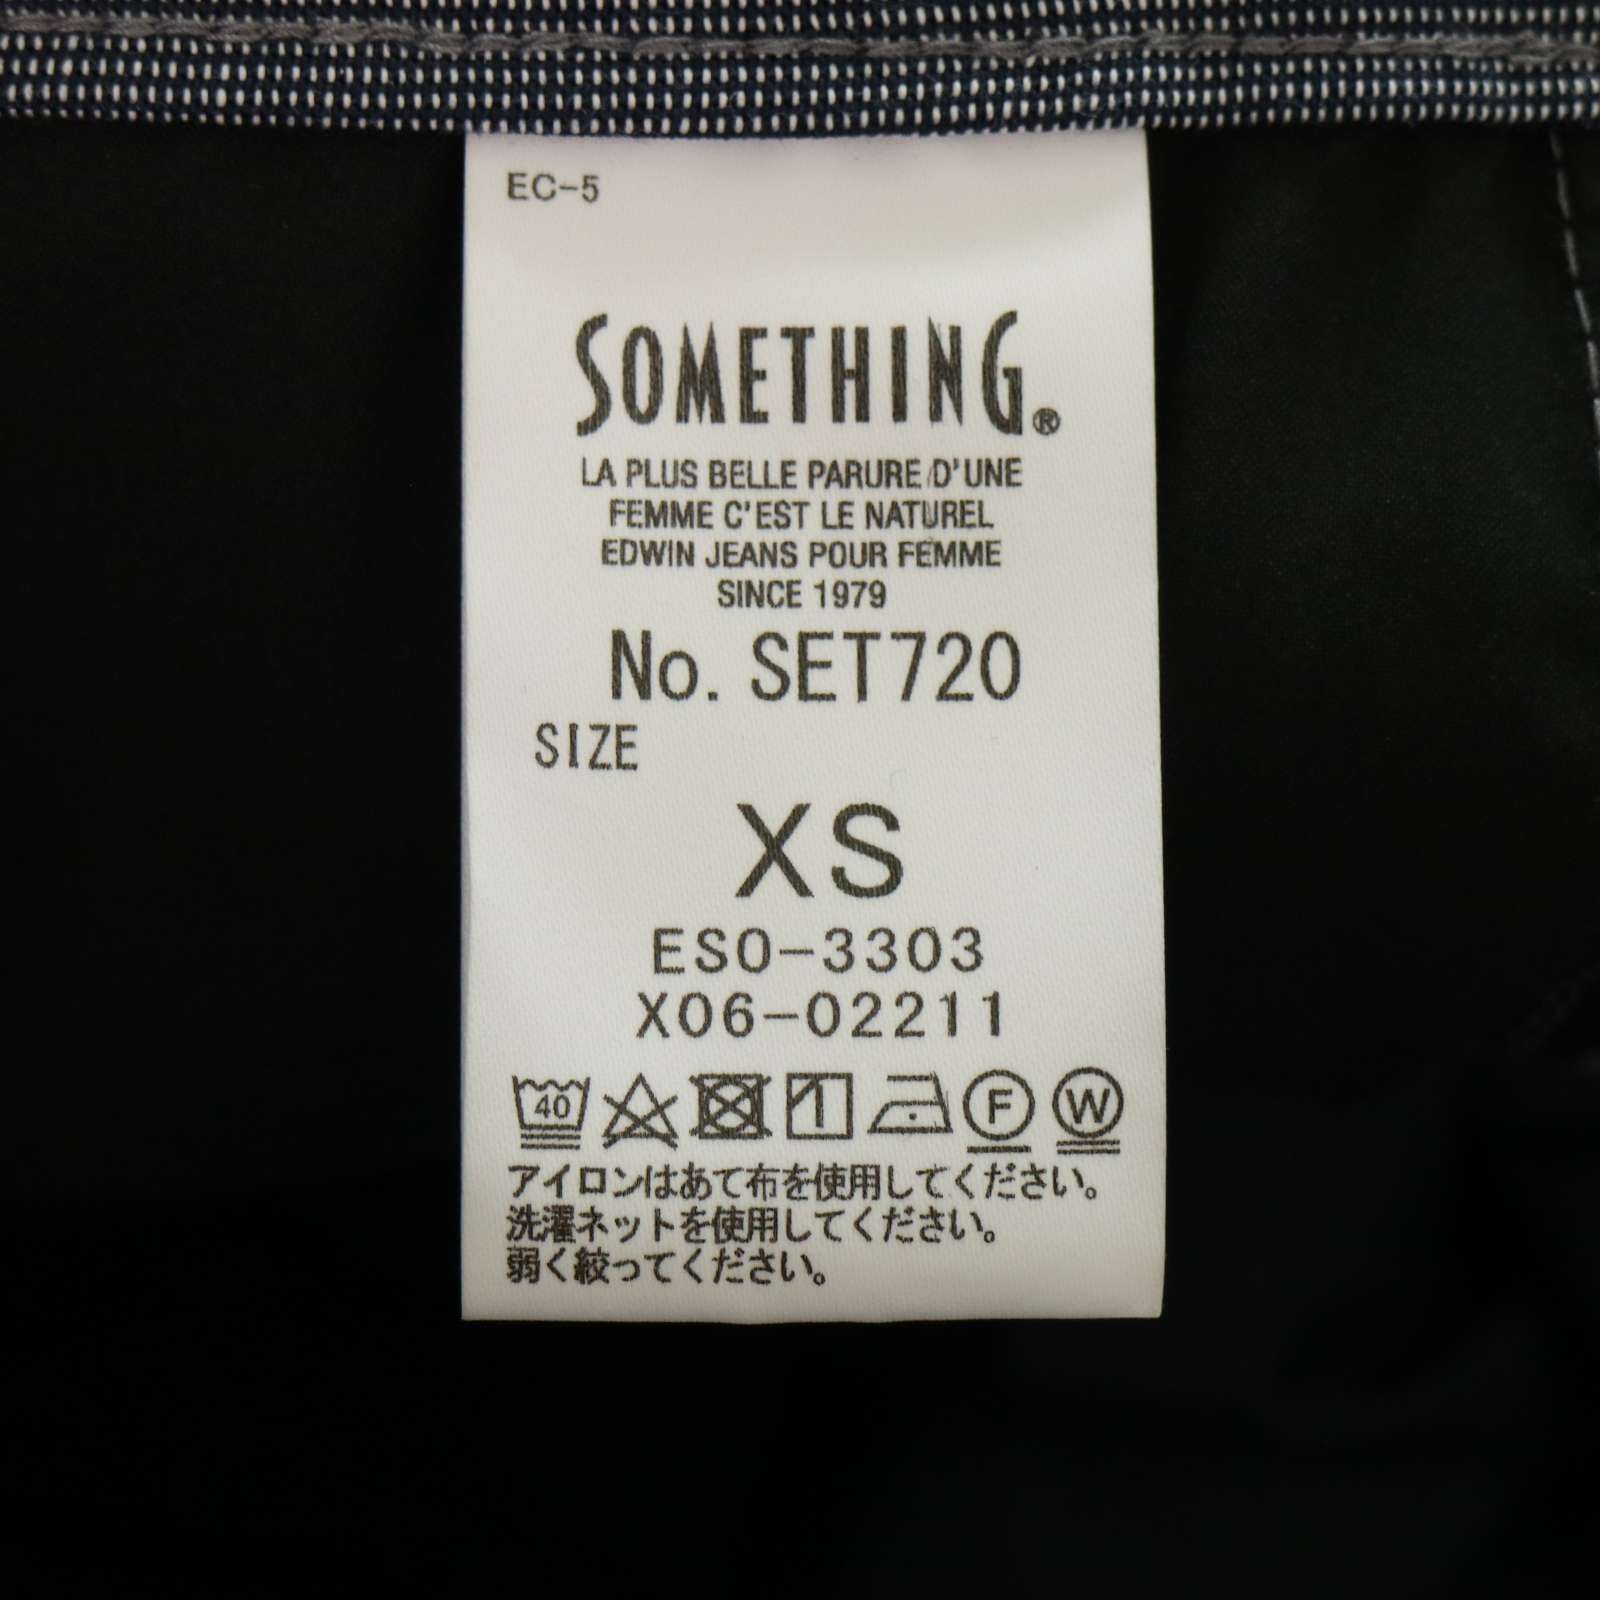 EC-5
SOMETHING®
LA PLUS BELLE PARURE D'UNE
FEMME C'EST LE NATUREL
EDWIN JEANS POUR FEMME
SINCE 1979
No. SET720
SIZE
XS
ESO-3303
X06-02211
40 F W
アイロンはあて布を使用してください。
洗濯ネットを使用してください。
弱く絞ってください。